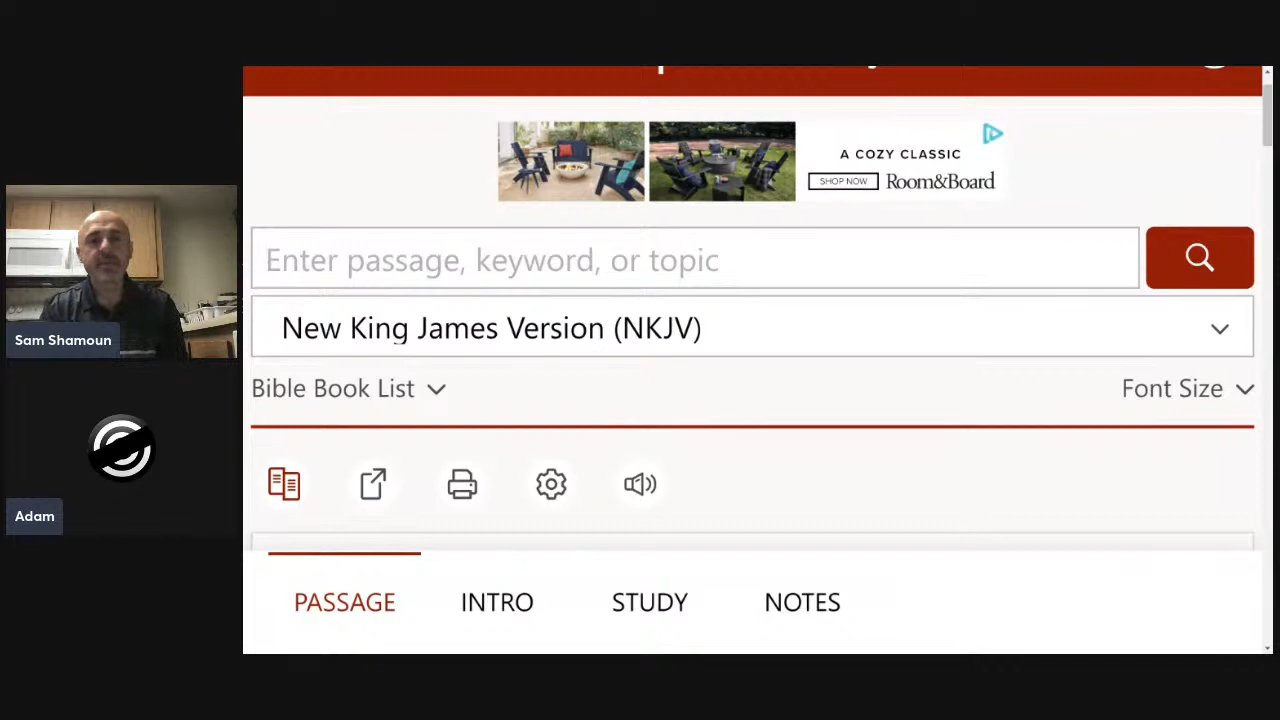 A COZY CLASSIC
SHOP NOW Room&Board
Enter passage, keyword, or topic
New King James Version (NKJV)
Bible Book List
Font Size
Sam Shamoun
Adam
PASSAGE INTRO STUDY NOTES